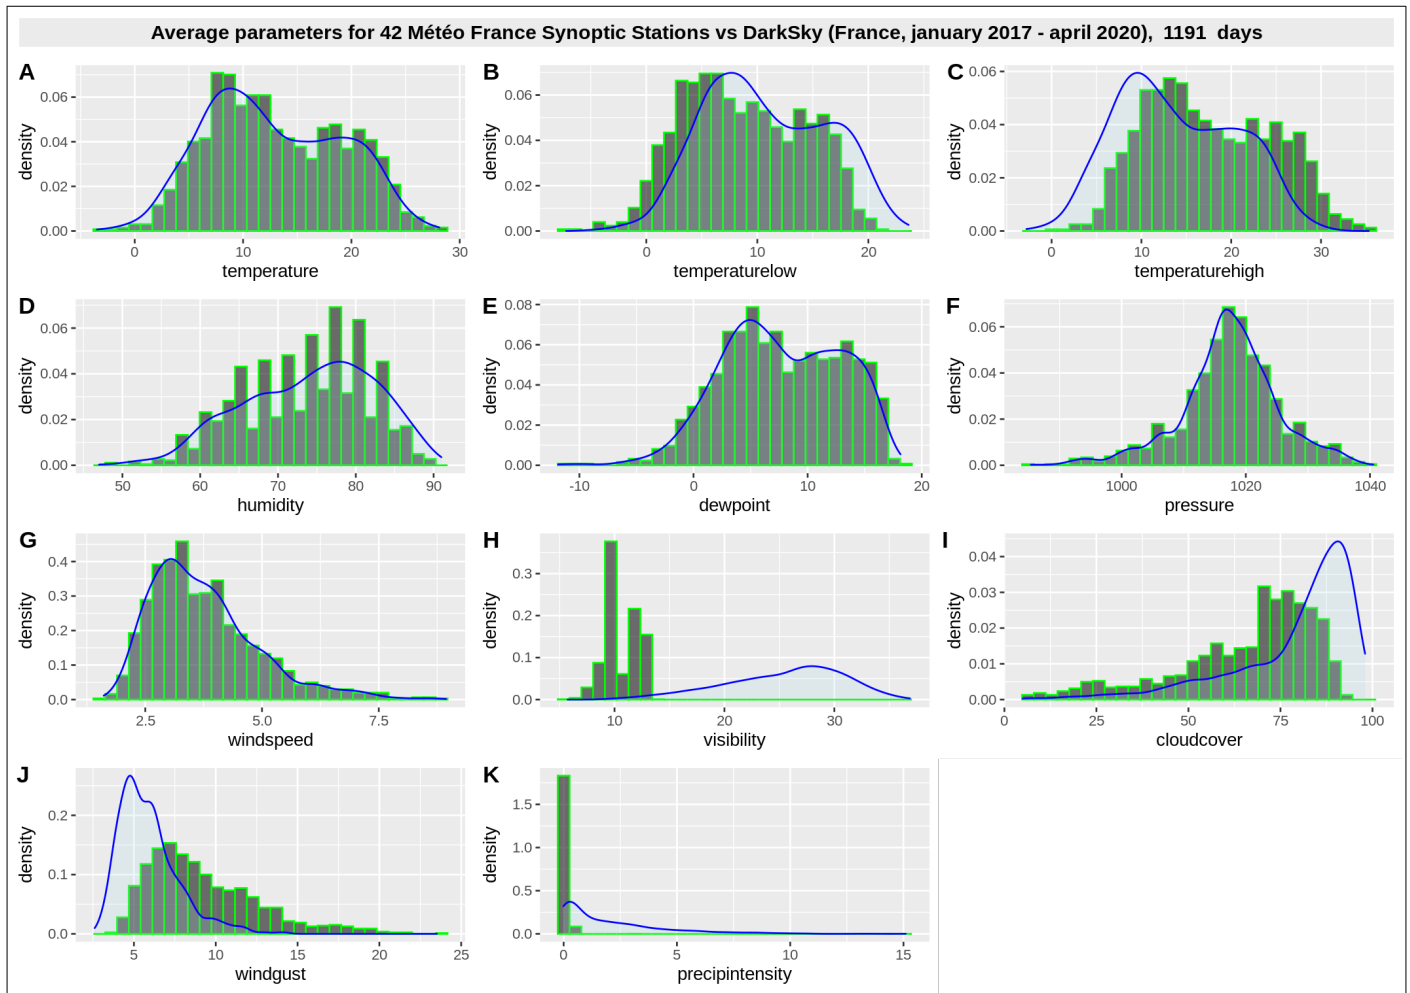 Average parameters for 42 Météo France Synoptic Stations vs DarkSky (France, january 2017 - april 2020),  1191  days
A
density
0.06
0.04
0.02
0.00
0
10
20
30
temperature
B
density
0.06
0.04
0.02
0.00
0
10
20
temperaturelow
C
density
0.06
0.04
0.02
0.00
0
10
20
30
temperaturehigh
D
density
0.06
0.04
0.02
0.00
50
60
70
80
90
humidity
E
density
0.08
0.06
0.04
0.02
0.00
-10
0
10
20
dewpoint
F
density
0.06
0.04
0.02
0.00
1000
1020
1040
pressure
G
density
0.4
0.3
0.2
0.1
0.0
2.5
5.0
7.5
windspeed
H
density
0.3
0.2
0.1
0.0
10
20
30
visibility
I
density
0.04
0.03
0.02
0.01
0.00
0
25
50
75
100
cloudcover
J
density
0.2
0.1
0.0
5
10
15
20
25
windgust
K
density
1.5
1.0
0.5
0.0
0
5
10
15
precipintensity